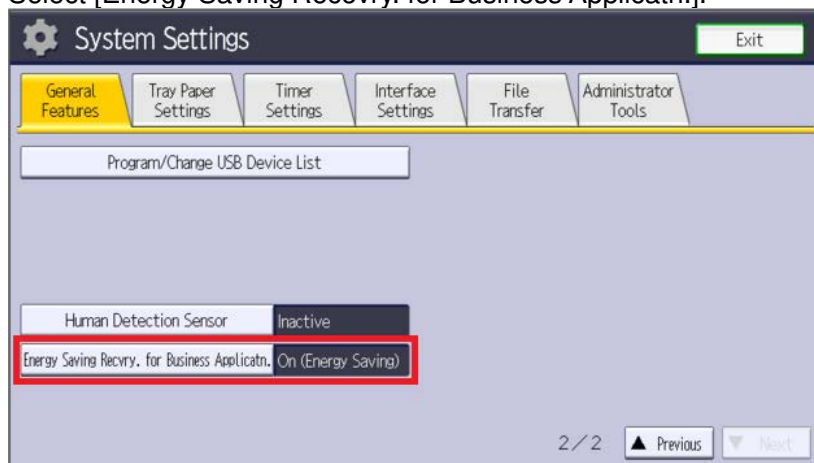 Select [Energy Saving Recovry. for Business Applicatn.].
System Settings
Exit
General Features
Tray Paper Settings
Timer Settings
Interface Settings
File Transfer
Administrator Tools
Program/Change USB Device List
Human Detection Sensor Inactive
Energy Saving Recvry. for Business Applicatn. On (Energy Saving)
2/2 ▲ Previous ▼ Next